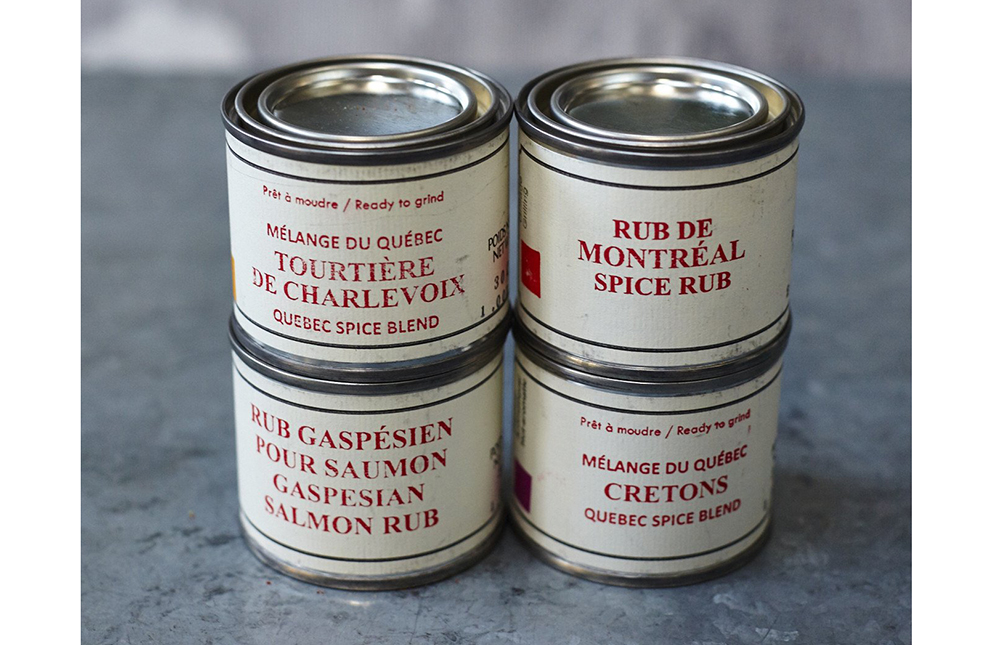 Prêt à moudre / Ready to grind
MÉLANGE DU QUÉBEC
TOURTIÈRE
DE CHARLEVOIX
QUEBEC SPICE BLEND
RUB DE
MONTRÉAL
SPICE RUB
RUB GASPÉSIEN
POUR SAUMON
GASPESIAN
SALMON RUB
Prêt à moudre / Ready to grind
MÉLANGE DU QUÉBEC
CRETONS
QUEBEC SPICE BLEND